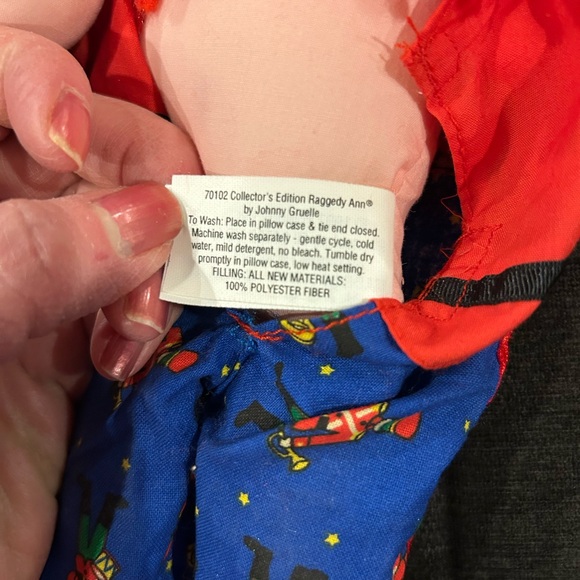 70102 Collector's Edition Raggedy Ann®
by Johnny Gruelle
To Wash: Place in pillow case & tie end closed.
Machine wash separately - gentle cycle, cold
water, mild detergent, no bleach. Tumble dry
promptly in pillow case, low heat setting.
FILLING: ALL NEW MATERIALS:
100% POLYESTER FIBER